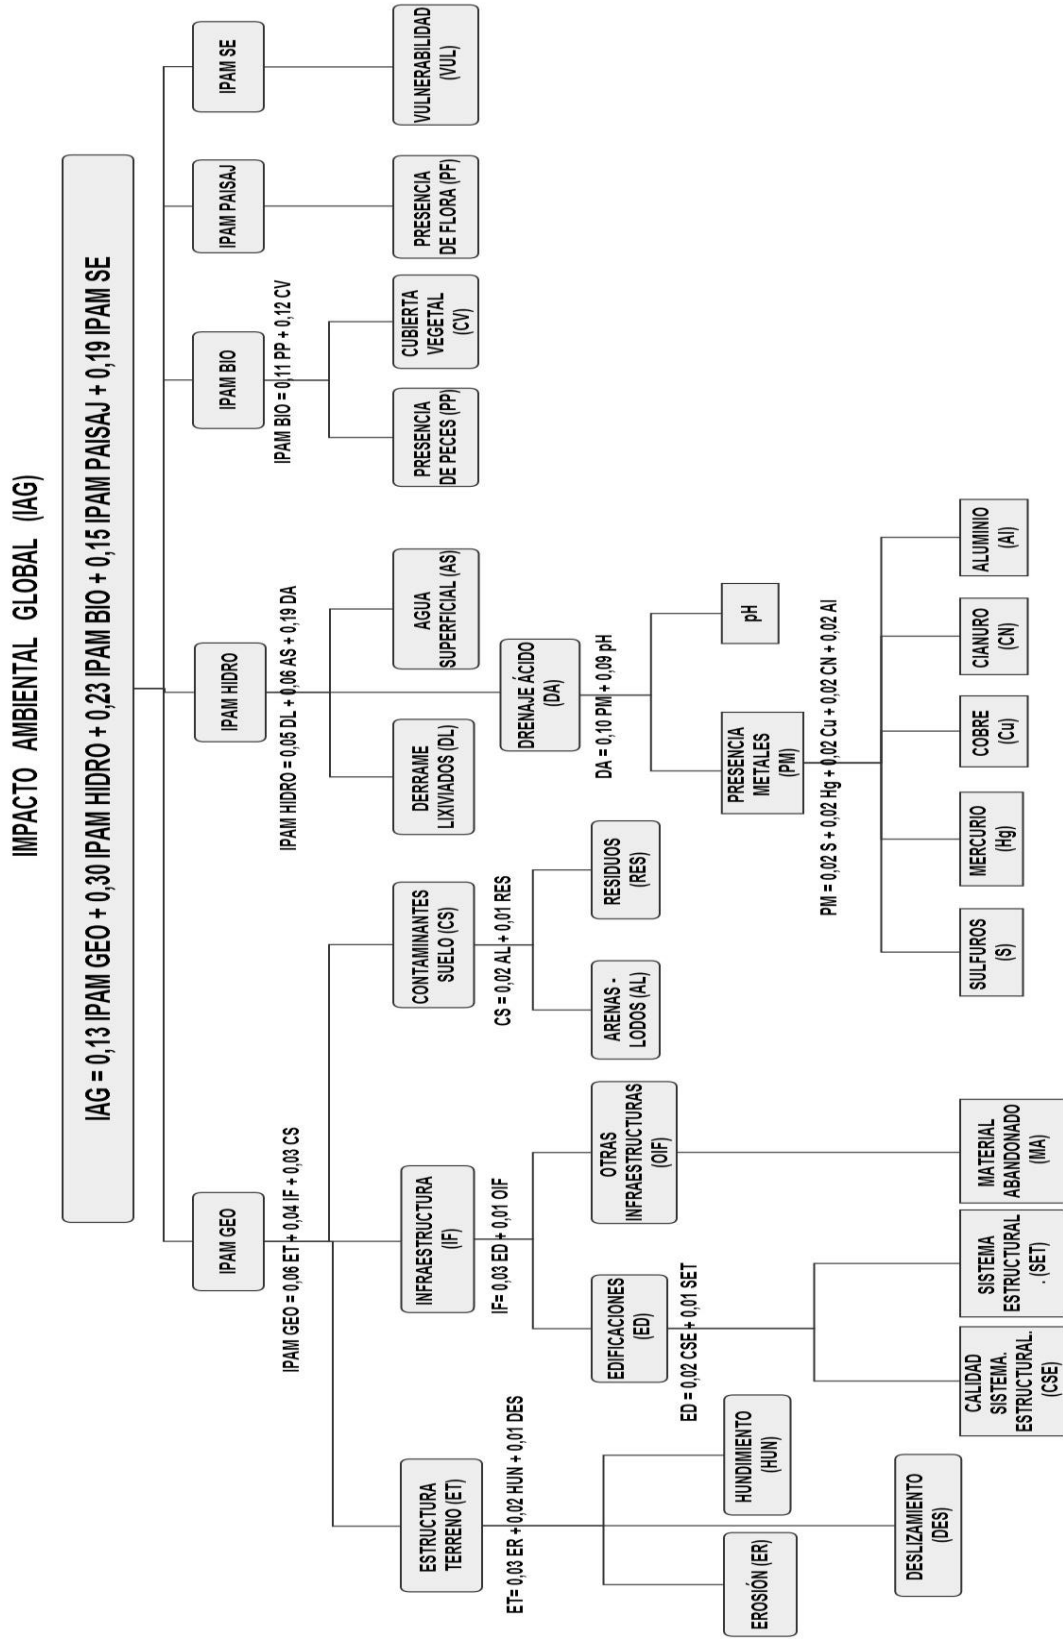 IMPACTO AMBIENTAL GLOBAL (IAG)
IAG = 0,13 IPAM GEO + 0,30 IPAM HIDRO + 0,23 IPAM BIO + 0,15 IPAM PAISAJ + 0,19 IPAM SE
IPAM GEO
IPAM HIDRO
IPAM BIO
IPAM PAISAJ
IPAM SE
IPAM GEO = 0,06 ET + 0,04 IF + 0,03 CS
IPAM HIDRO = 0,05 DL + 0,06 AS + 0,19 DA
IPAM BIO = 0,11 PP + 0,12 CV
ESTRUCTURA
TERRENO (ET)
INFRAESTRUCTURA
(IF)
CONTAMINANTES
SUELO (CS)
DERRAME
LIXIVIADOS (DL)
AGUA
SUPERFICIAL (AS)
PRESENCIA
DE PECES (PP)
CUBIERTA
VEGETAL
(CV)
PRESENCIA
DE FLORA (PF)
VULNERABILIDAD
(VUL)
ET= 0,03 ER + 0,02 HUN + 0,01 DES
IF= 0,03 ED + 0,01 OIF
CS = 0,02 AL + 0,01 RES
DRENAJE ÁCIDO
(DA)
EDIFICACIONES
(ED)
OTRAS
INFRAESTRUCTURAS
(OIF)
ARENAS -
LODOS (AL)
RESIDUOS
(RES)
DA = 0,10 PM + 0,09 pH
ED = 0,02 CSE + 0,01 SET
EROSIÓN (ER)
HUNDIMIENTO
(HUN)
PRESENCIA
METALES
(PM)
pH
PM = 0,02 S + 0,02 Hg + 0,02 Cu + 0,02 CN + 0,02 Al
DESLIZAMIENTO
(DES)
CALIDAD
SISTEMA.
ESTRUCTURAL.
(CSE)
SISTEMA
ESTRUCTURAL
. (SET)
MATERIAL
ABANDONADO
(MA)
SULFUROS
(S)
MERCURIO
(Hg)
COBRE
(Cu)
CIANURO
(CN)
ALUMINIO
(Al)